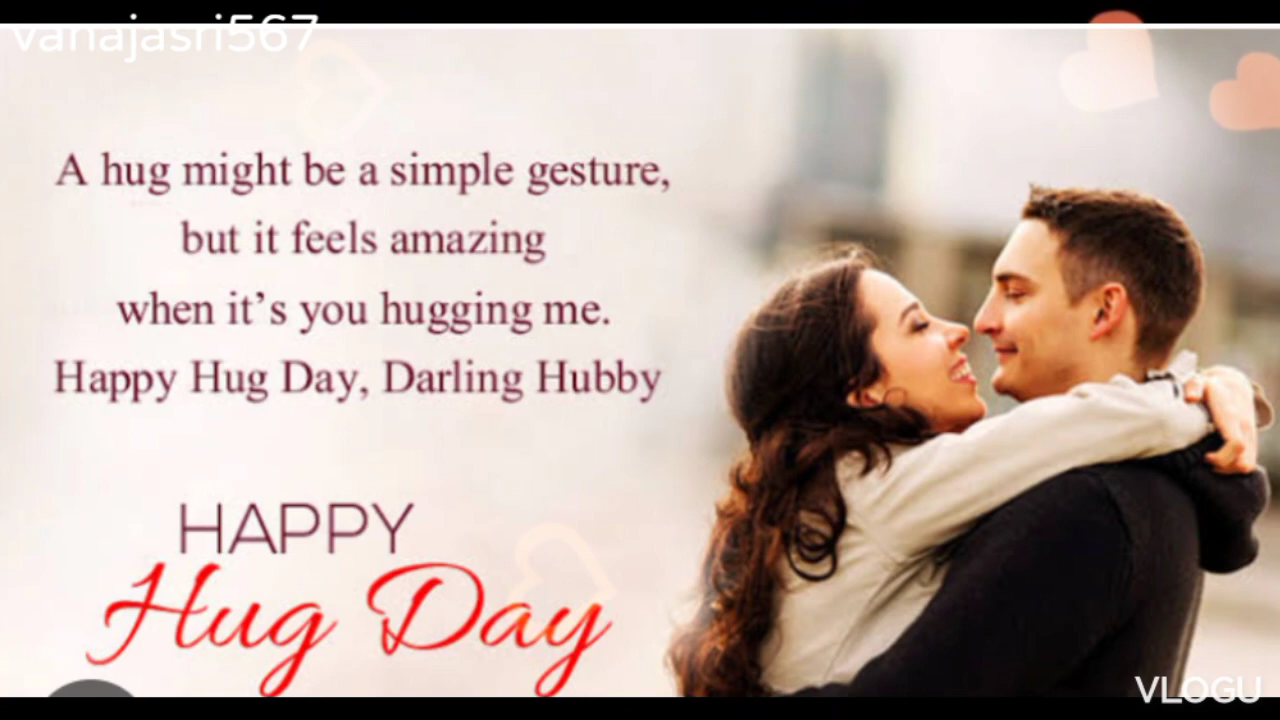 vanajasri567
A hug might be a simple gesture,
but it feels amazing
when it’s you hugging me.
Happy Hug Day, Darling Hubby
HAPPY
Hug Day
VLOGU